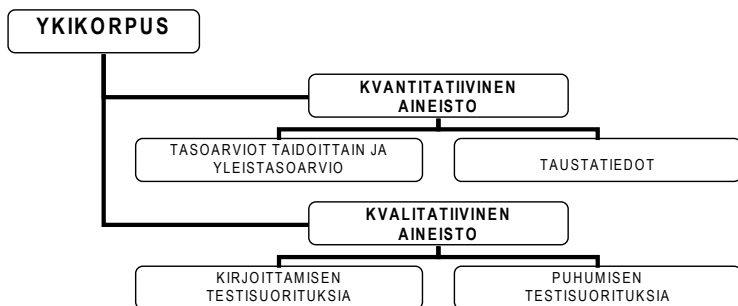 YKIKORPUS
KVANTITATIIVINEN
AINEISTO
TASOARVIOT TAIDOITTAIN JA
YLEISTASOARVIO
TAUSTATIEDOT
KVALITATIIVINEN
AINEISTO
KIRJOITTAMISEN
TESTISUORITUKSIA
PUHUMISEN
TESTISUORITUKSIA